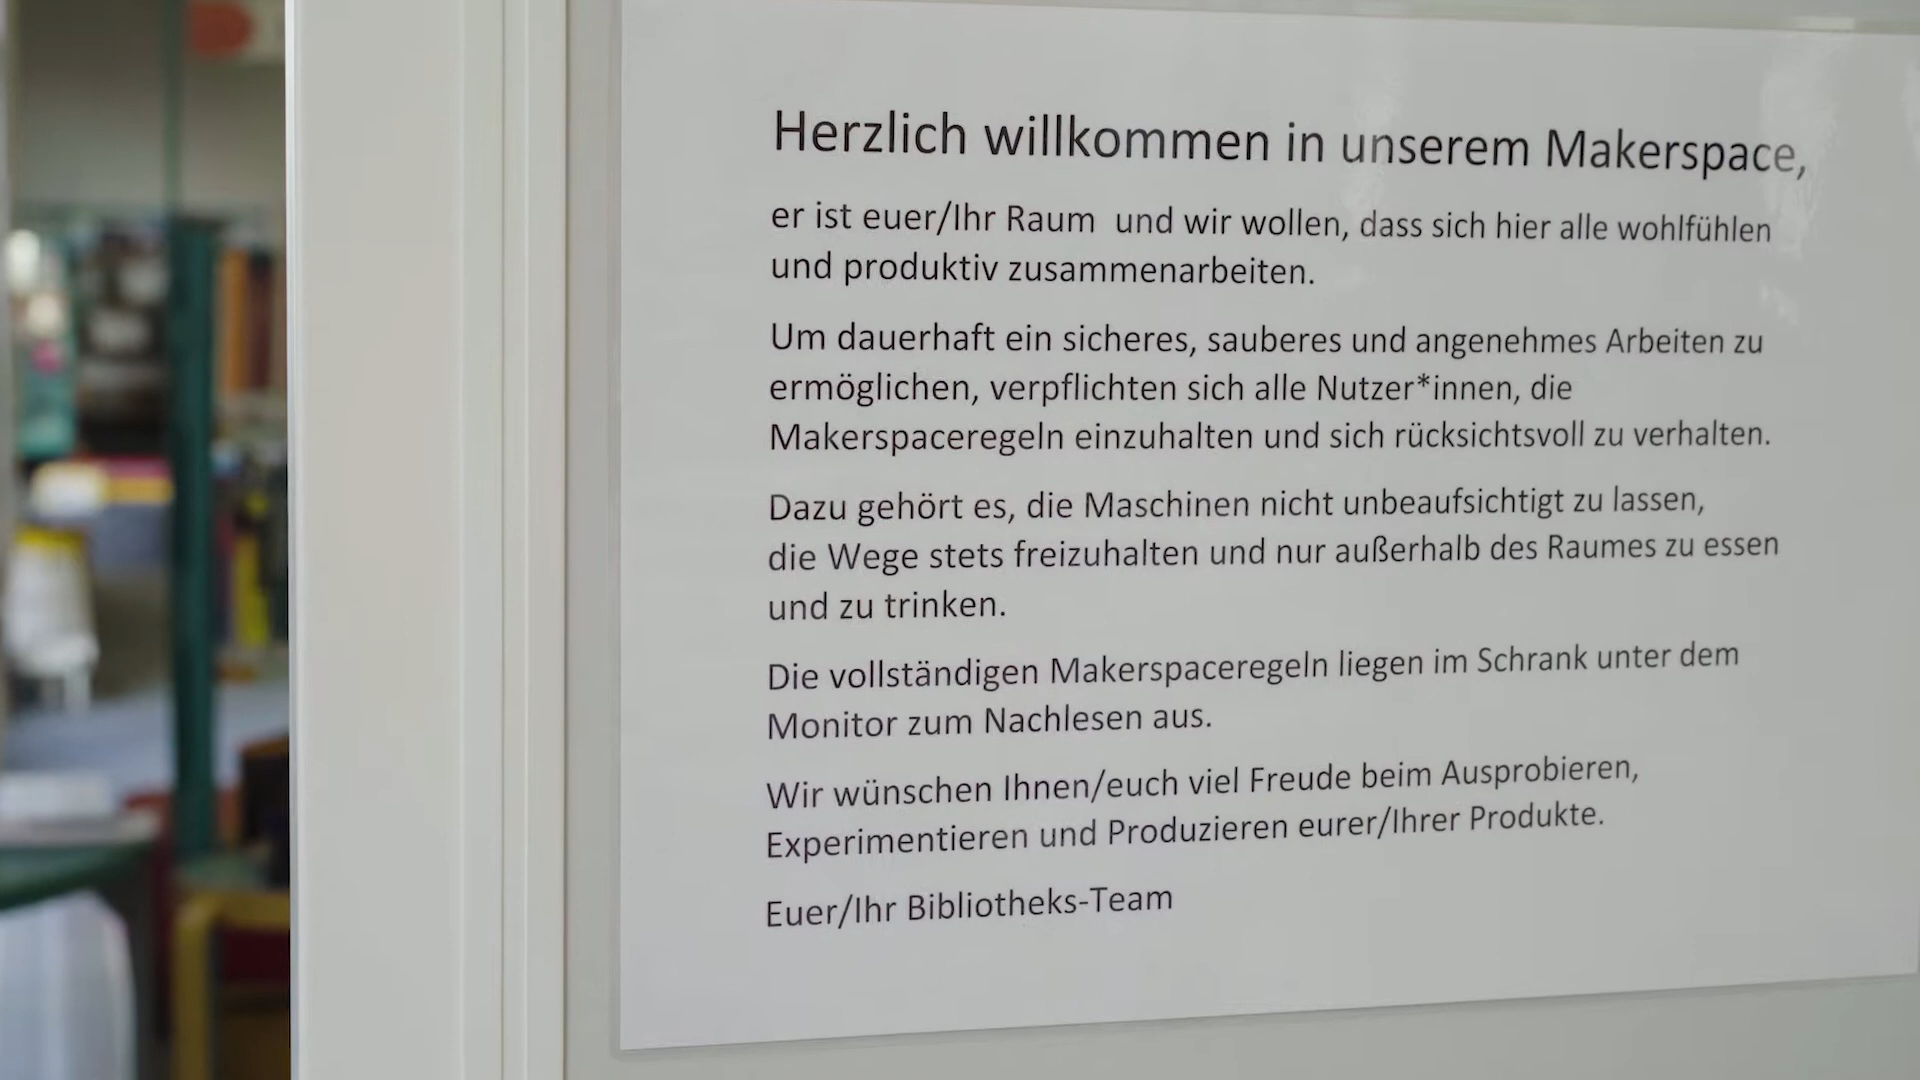 Herzlich willkommen in unserem Makerspace,
er ist euer/Ihr Raum und wir wollen, dass sich hier alle wohlfühlen
und produktiv zusammenarbeiten.
Um dauerhaft ein sicheres, sauberes und angenehmes Arbeiten zu
ermöglichen, verpflichten sich alle Nutzer*innen, die
Makerspaceregeln einzuhalten und sich rücksichtsvoll zu verhalten.
Dazu gehört es, die Maschinen nicht unbeaufsichtigt zu lassen,
die Wege stets freizuhalten und nur außerhalb des Raumes zu essen
und zu trinken.
Die vollständigen Makerspaceregeln liegen im Schrank unter dem
Monitor zum Nachlesen aus.
Wir wünschen Ihnen/euch viel Freude beim Ausprobieren,
Experimentieren und Produzieren eurer/Ihrer Produkte.
Euer/Ihr Bibliotheks-Team